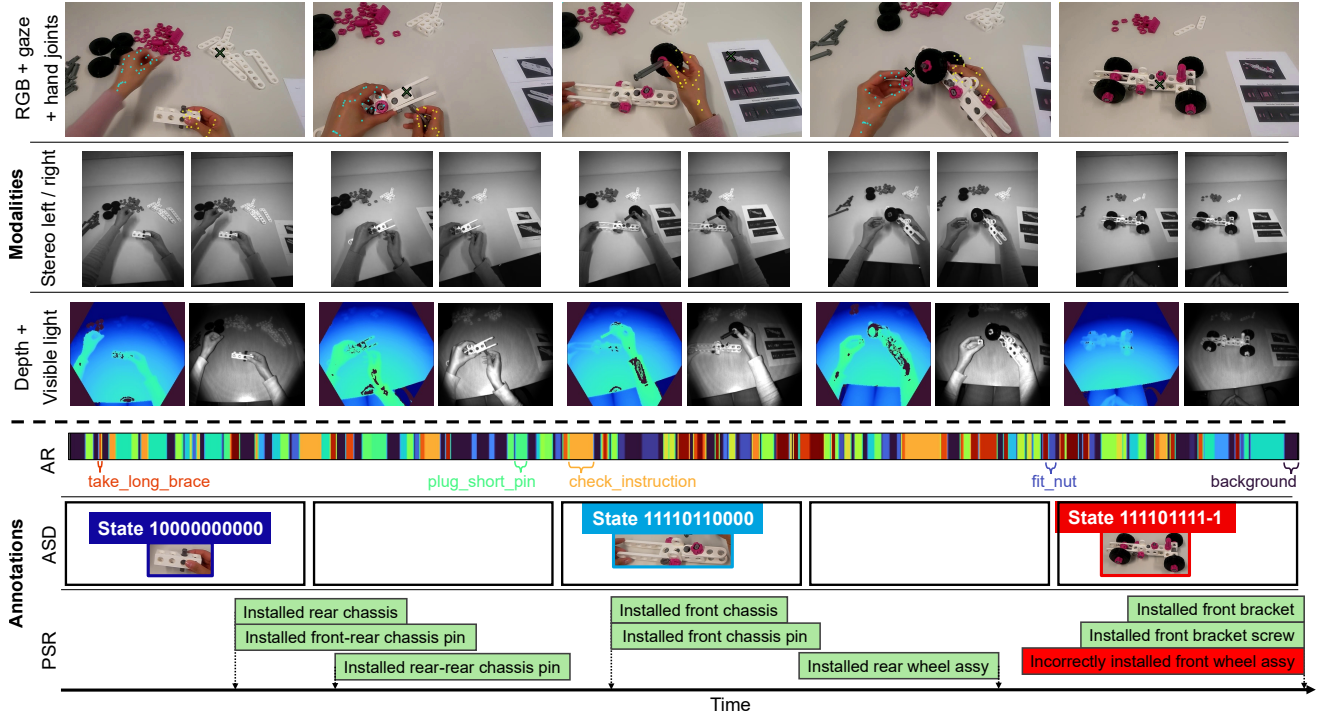 RGB + gaze
+ hand joints
Modalities
Stereo left / right
Depth +
Visible light
AR
take_long_brace
plug_short_pin
check_instruction
fit_nut
background
Annotations
ASD
State 10000000000
State 11110110000
State 111101111-1
PSR
Installed rear chassis
Installed front chassis
Installed front bracket
Installed front-rear chassis pin
Installed front chassis pin
Installed front bracket screw
Installed rear-rear chassis pin
Installed rear wheel assy
Incorrectly installed front wheel assy
Time